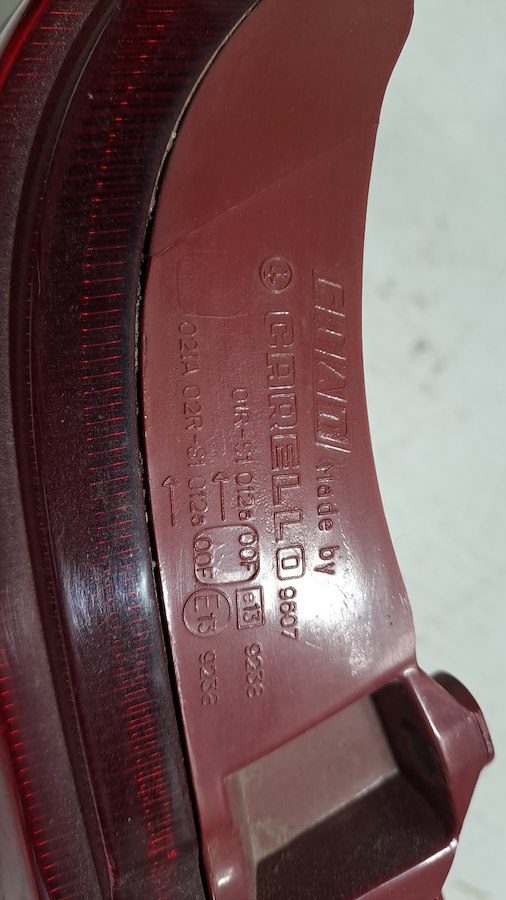 FIAT Made by
CARELLO 9607
01R-S1 0126 00F e13 9238
02IA 02R-S1 0126 00F E13 9238